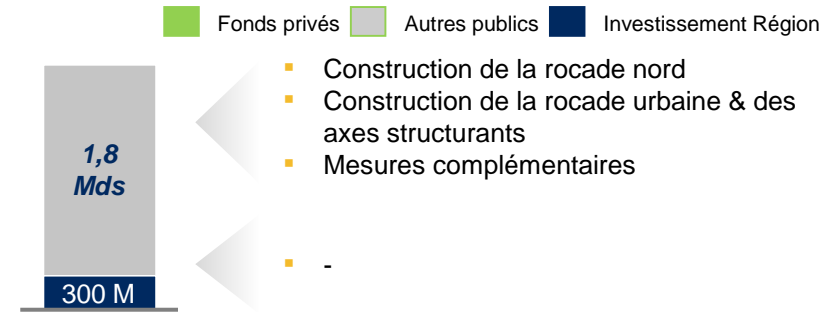 Fonds privés Autres publics Investissement Région
▪ Construction de la rocade nord
▪ Construction de la rocade urbaine & des
axes structurants
▪ Mesures complémentaires
1,8
Mds
▪ -
300 M